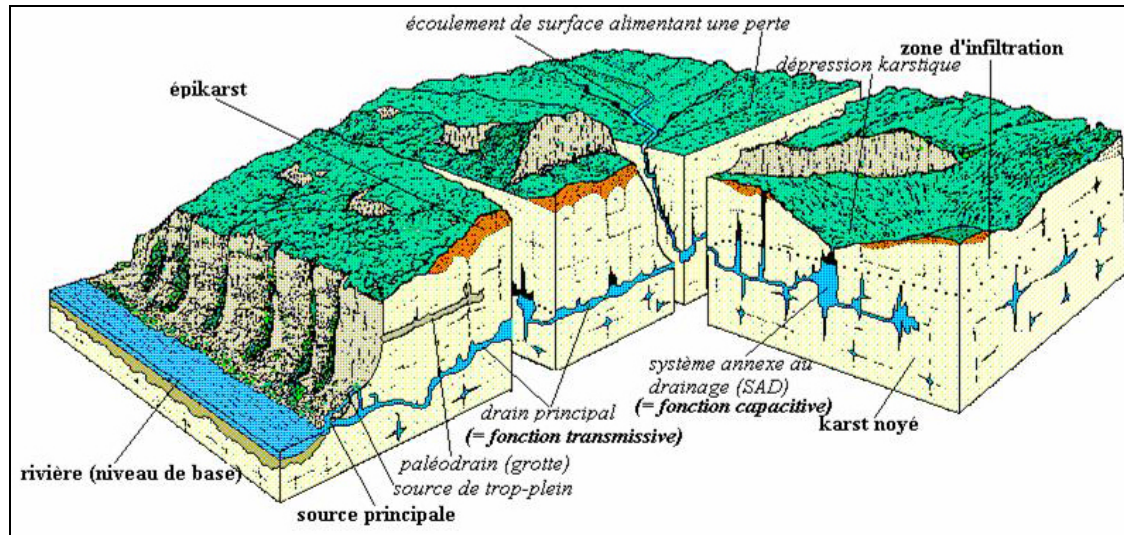 écoulement de surface alimentant une perte
zone d'infiltration
dépression karstique
épikarst
système annexe au
drainage (SAD)
(= fonction capacitive)
karst noyé
drain principal
(= fonction transmissive)
paléodrain (grotte)
rivière (niveau de base)
source de trop-plein
source principale